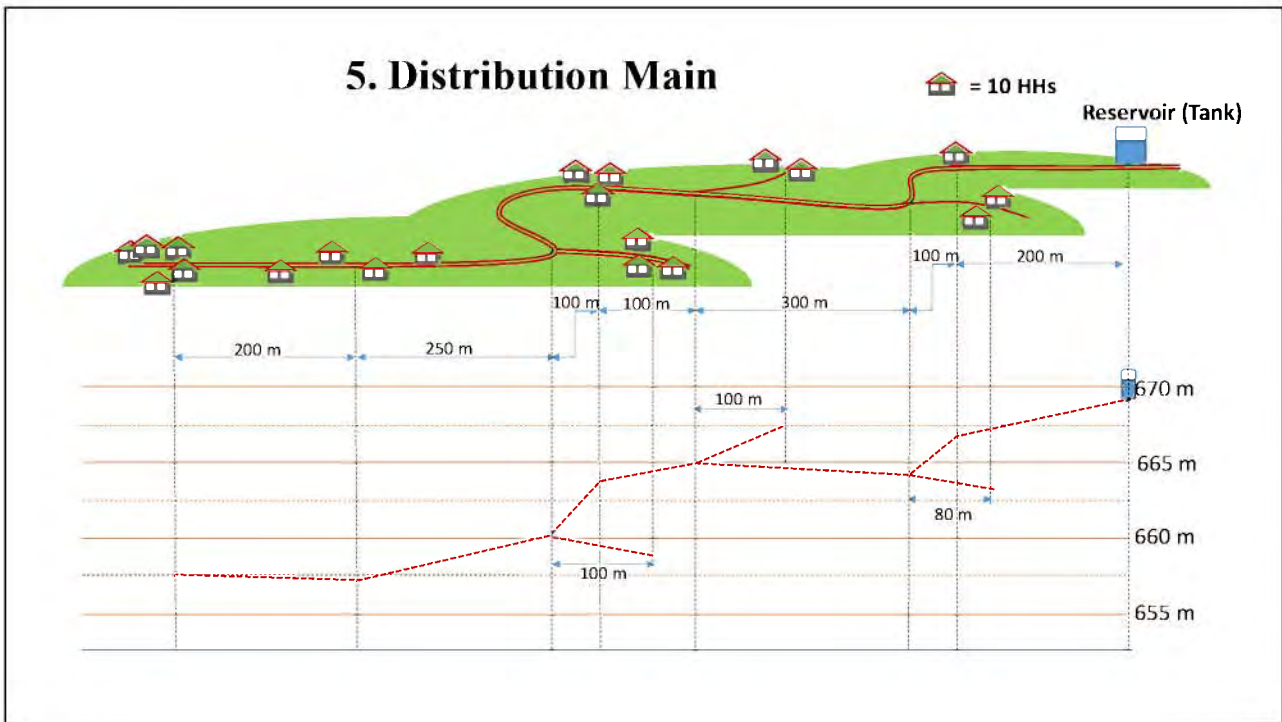 5. Distribution Main
= 10 HHs
Reservoir (Tank)
100 m
200 m
100 m
100 m
300 m
200 m
250 m
670 m
100 m
665 m
80 m
660 m
100 m
655 m